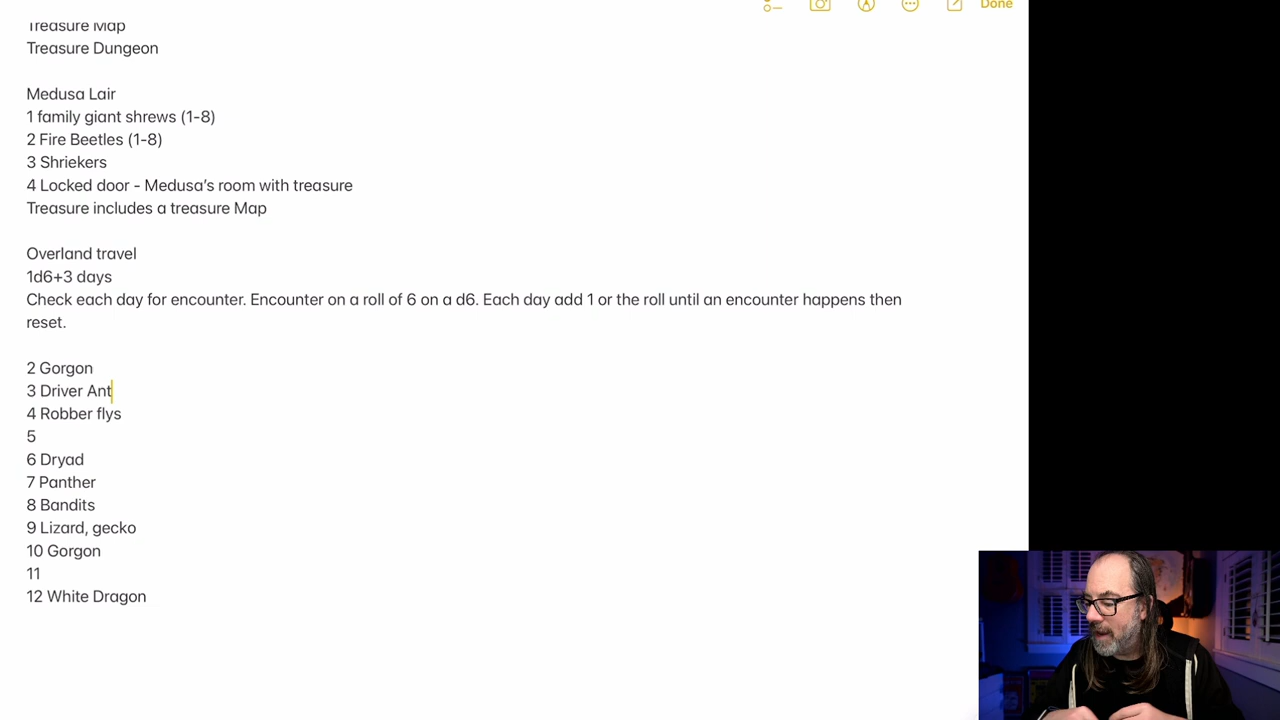 Done
Treasure Map
Treasure Dungeon
Medusa Lair
1 family giant shrews (1-8)
2 Fire Beetles (1-8)
3 Shriekers
4 Locked door - Medusa's room with treasure
Treasure includes a treasure Map
Overland travel
1d6+3 days
Check each day for encounter. Encounter on a roll of 6 on a d6. Each day add 1 or the roll until an encounter happens then
reset.
2 Gorgon
3 Driver Ant
4 Robber flys
5
6 Dryad
7 Panther
8 Bandits
9 Lizard, gecko
10 Gorgon
11
12 White Dragon